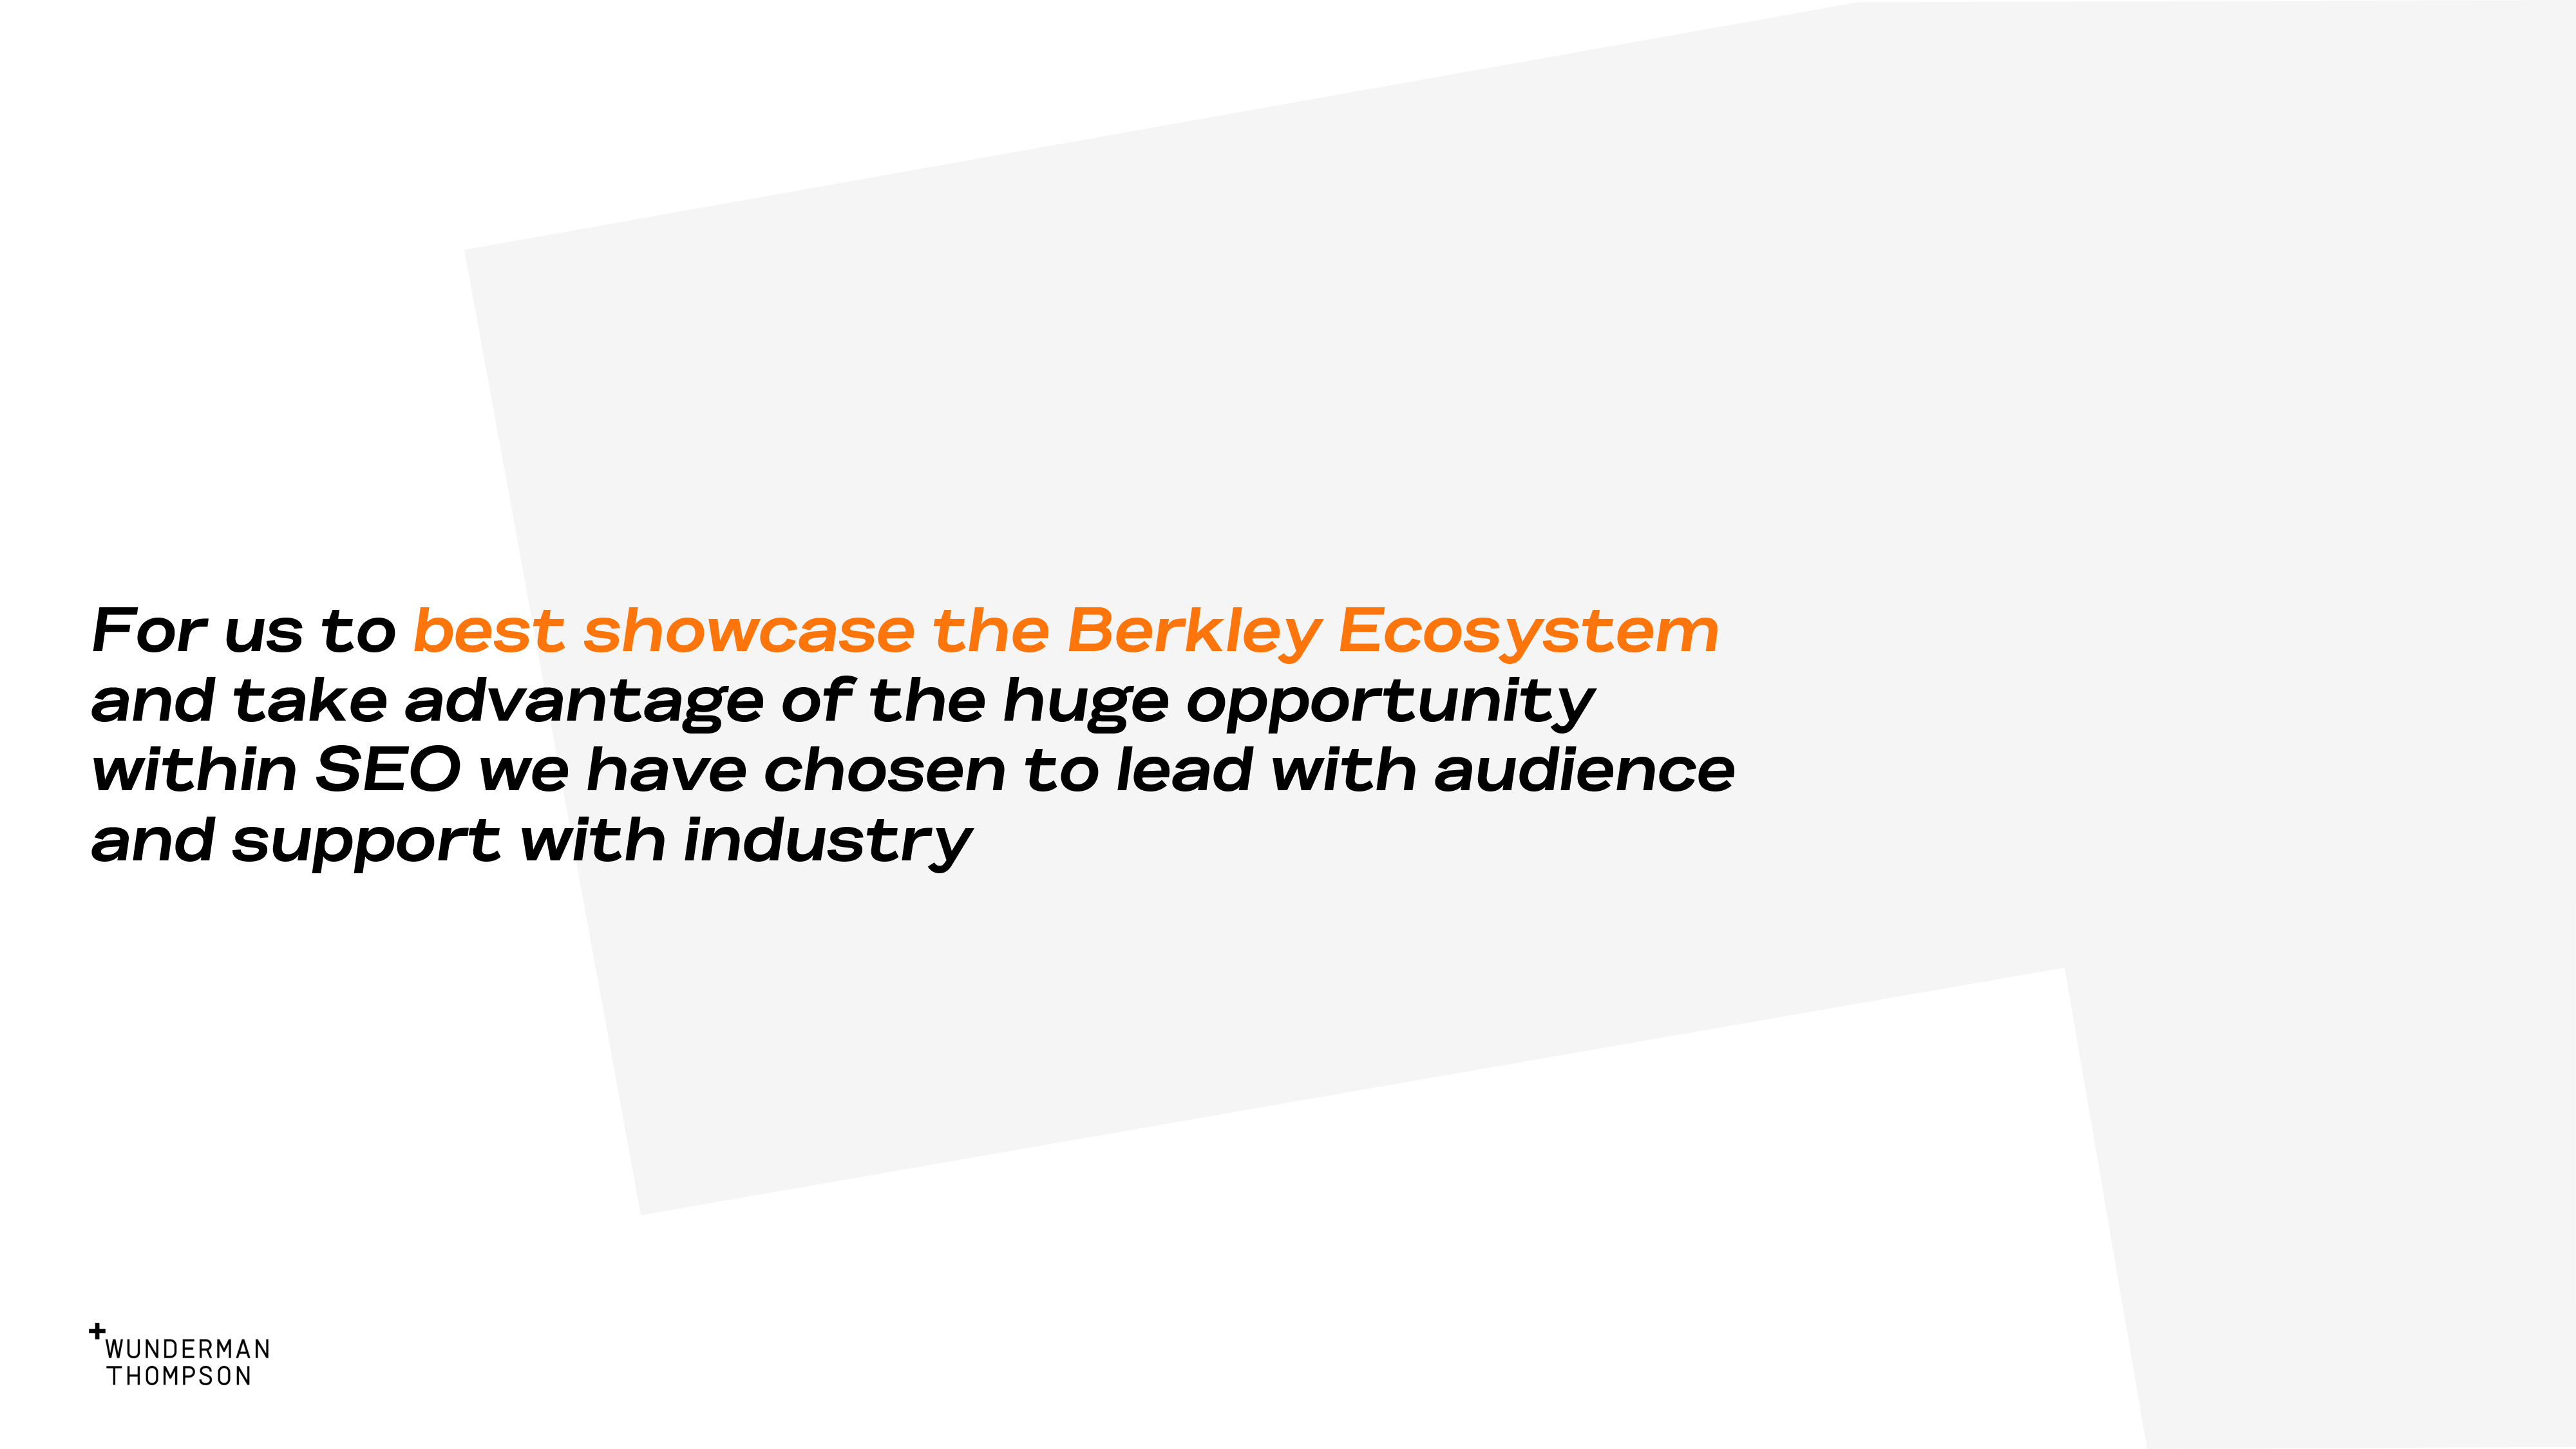 For us to best showcase the Berkley Ecosystem
and take advantage of the huge opportunity
within SEO we have chosen to lead with audience
and support with industry
+WUNDERMAN
THOMPSON